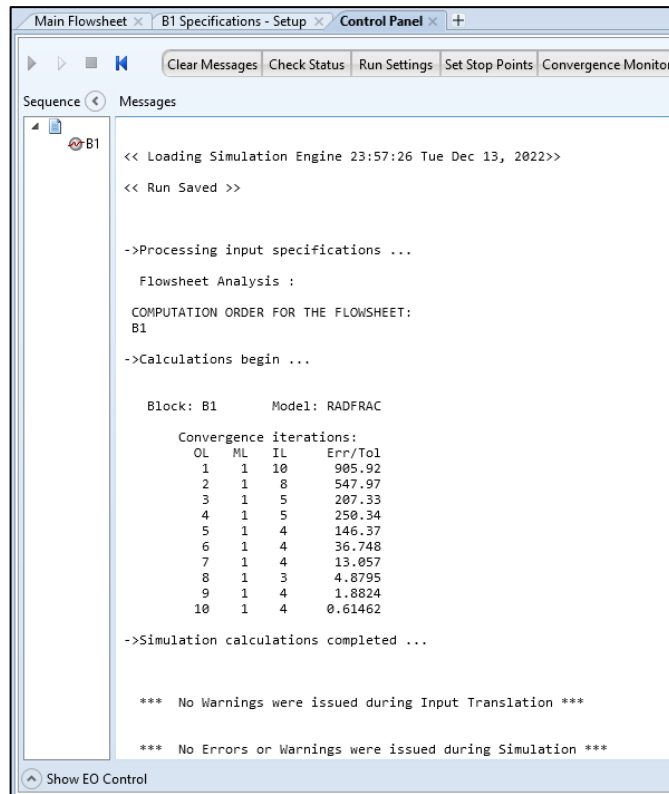 Main Flowsheet × B1 Specifications - Setup × Control Panel × +
Clear Messages Check Status Run Settings Set Stop Points Convergence Monitor
Sequence Messages
B1
<< Loading Simulation Engine 23:57:26 Tue Dec 13, 2022>>
<< Run Saved >>
->Processing input specifications ...
Flowsheet Analysis :
COMPUTATION ORDER FOR THE FLOWSHEET:
B1
->Calculations begin ...
Block: B1 Model: RADFRAC
Convergence iterations:
OL ML IL Err/Tol
1 1 10 905.92
2 1 8 547.97
3 1 5 207.33
4 1 5 250.34
5 1 4 146.37
6 1 4 36.748
7 1 4 13.057
8 1 3 4.8795
9 1 4 1.8824
10 1 4 0.61462
->Simulation calculations completed ...
*** No Warnings were issued during Input Translation ***
*** No Errors or Warnings were issued during Simulation ***
Show EO Control